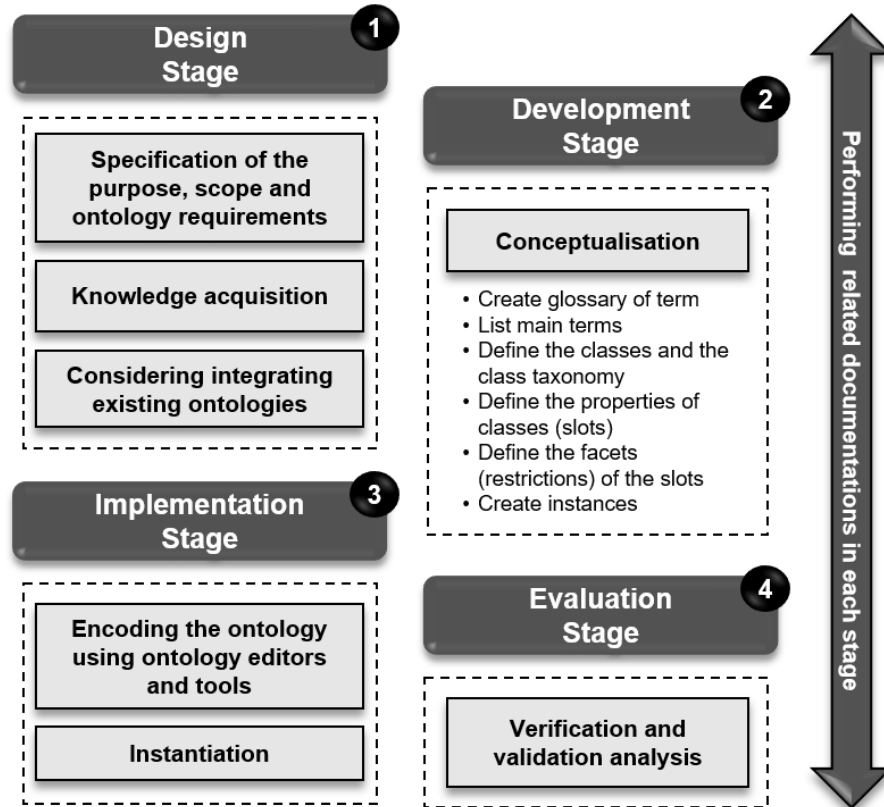 1
Design
Stage
Specification of the
purpose, scope and
ontology requirements
Knowledge acquisition
Considering integrating
existing ontologies
2
Development
Stage
Conceptualisation
• Create glossary of term
• List main terms
• Define the classes and the
class taxonomy
• Define the properties of
classes (slots)
• Define the facets
(restrictions) of the slots
• Create instances
3
Implementation
Stage
Encoding the ontology
using ontology editors
and tools
Instantiation
4
Evaluation
Stage
Verification and
validation analysis
Performing related documentations in each stage